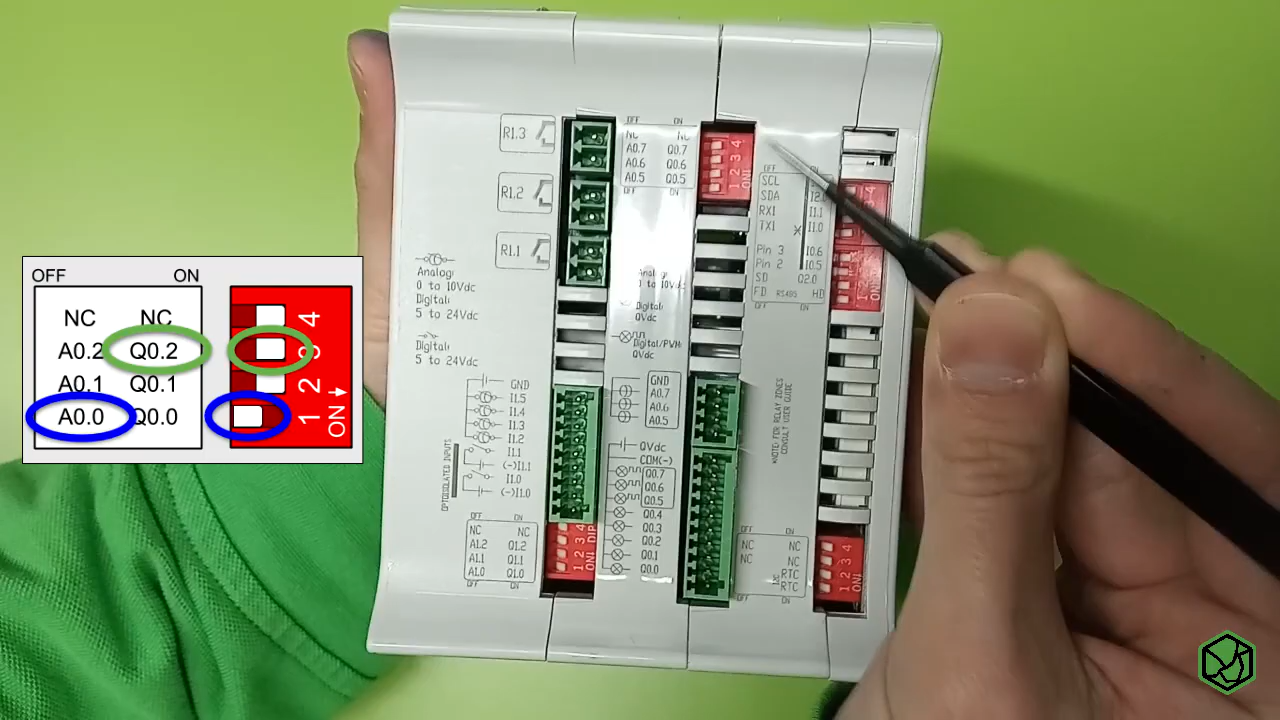 OFF ON
NC NC
A0.2 Q0.2
A0.1 Q0.1
A0.0 Q0.0
1 2 3 4
ON
R1.3
R1.2
R1.1
Analog:
0 to 10Vdc
Digital:
5 to 24Vdc
Digital:
5 to 24Vdc
GND
I1.5
I1.4
I1.3
I1.2
I1.1
(-)I1.1
I1.0
(-)I1.0
OPTOISOLATED INPUTS
OFF ON
NC NC
A1.2 Q1.2
A1.1 Q1.1
A1.0 Q1.0
OFF ON
1 2 3 4
ON DIP
OFF ON
NC NC
A0.7 Q0.7
A0.6 Q0.6
A0.5 Q0.5
OFF ON
1 2 3 4
ON
Analog:
0 to 10Vdc
Digital:
QVdc
Digital/PWM:
QVdc
GND
A0.7
A0.6
A0.5
QVdc
COM(-)
Q0.7
Q0.6
Q0.5
Q0.4
Q0.3
Q0.2
Q0.1
Q0.0
OFF
SCL
SDA
RX1 I1.1
TX1 I1.0
Pin 3 I0.6
Pin 2 I0.5
SD Q2.0
FD RS485 HD
OFF ON
*NOTE: FOR RELAY ZONES
CONSULT USER GUIDE
OFF ON
NC NC
NC NC
RTC
I2C RTC
OFF ON
1 2 3 4
ON